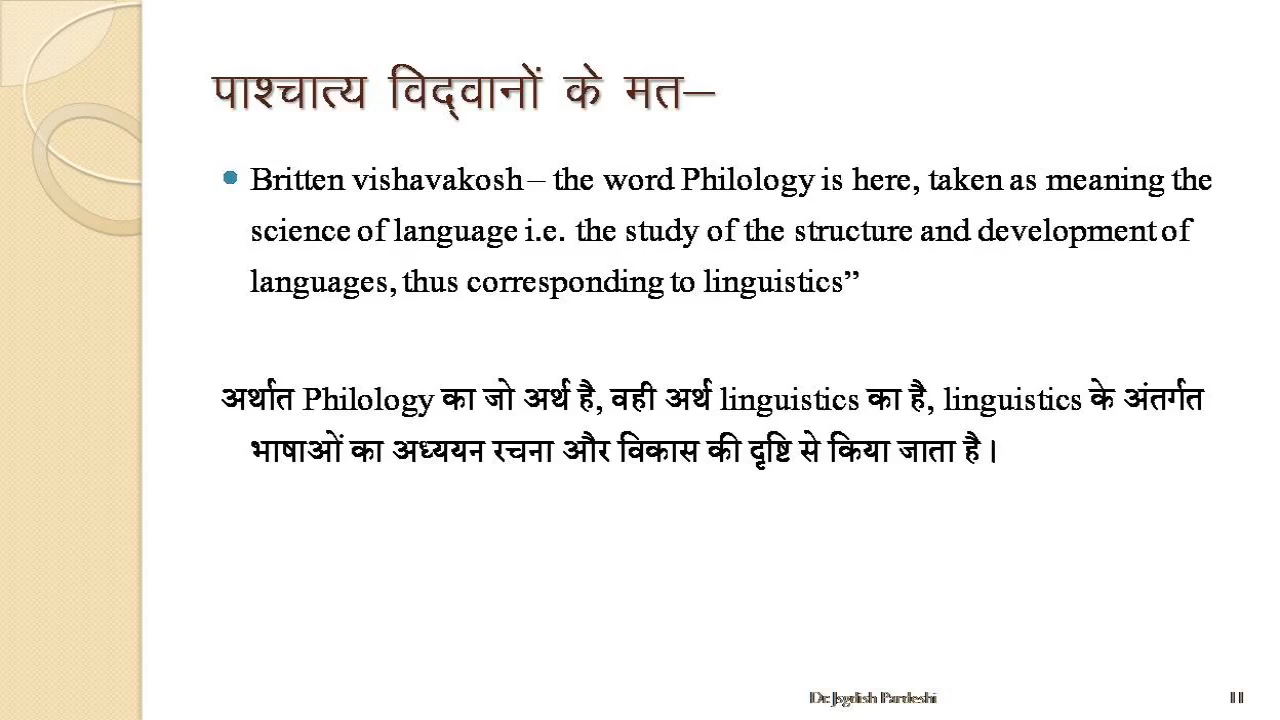 पाश्चात्य विद्‌वानों के मत–
Britten vishavakosh – the word Philology is here, taken as meaning the
science of language i.e. the study of the structure and development of
languages, thus corresponding to linguistics”
अर्थात Philology का जो अर्थ है, वही अर्थ linguistics का है, linguistics के अंतर्गत
भाषाओं का अध्ययन रचना और विकास की दृष्टि से किया जाता है।
Dr. Jsgdish Pardeshi 11